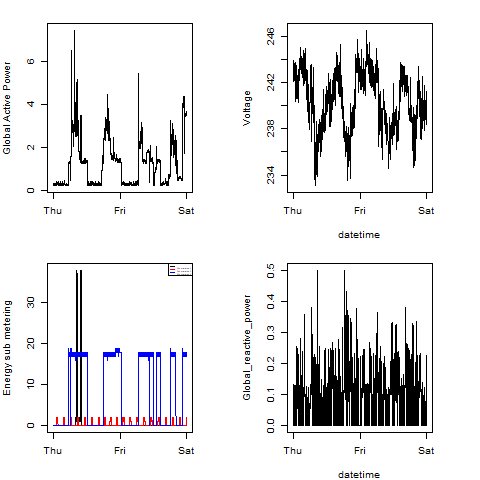 Global Active Power
6
4
2
0
Thu
Fri
Sat
Voltage
246
242
238
234
Thu
Fri
Sat
datetime
Energy sub metering
30
20
10
0
Thu
Fri
Sat
Global_reactive_power
0.5
0.4
0.3
0.2
0.1
0.0
Thu
Fri
Sat
datetime